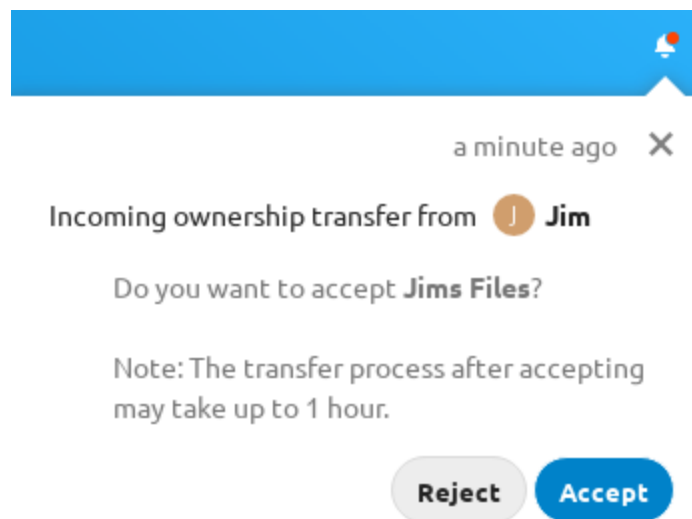 a minute ago
Incoming ownership transfer from J Jim
Do you want to accept Jims Files?
Note: The transfer process after accepting
may take up to 1 hour.
Reject Accept